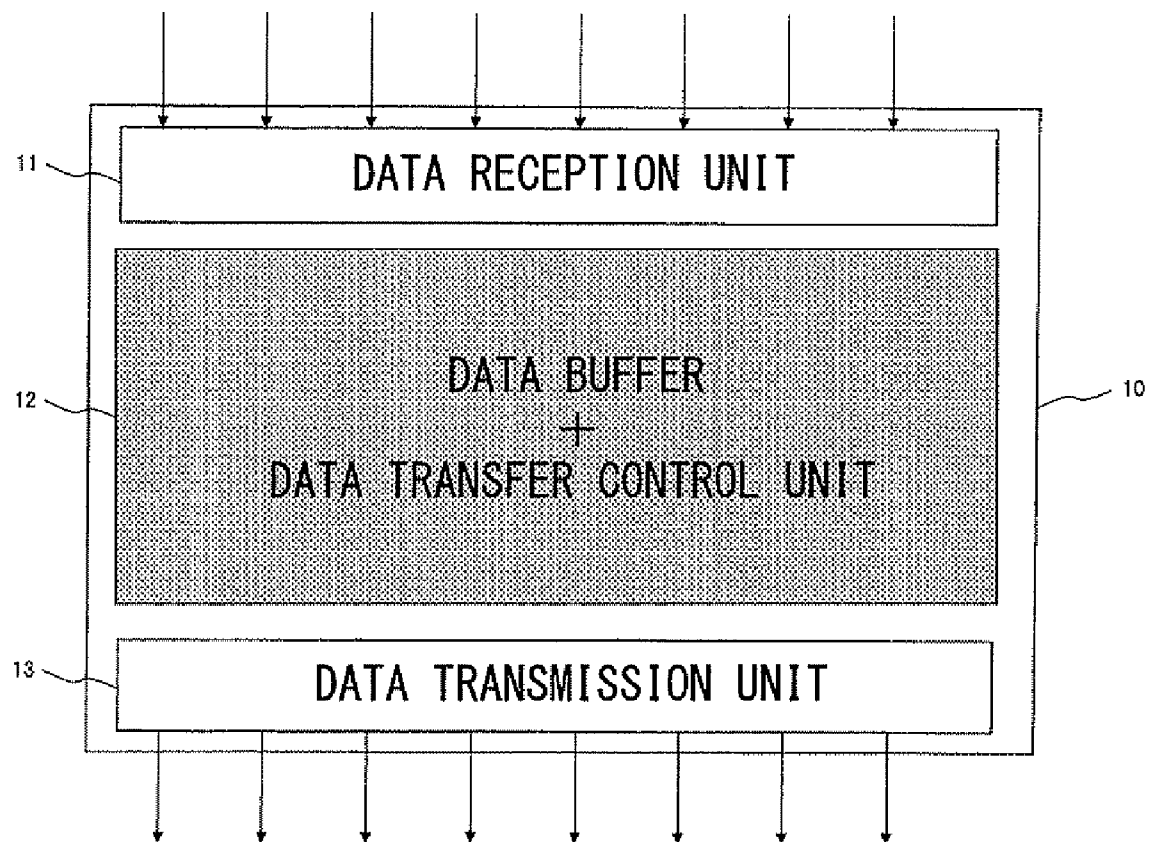 11
DATA RECEPTION UNIT
12
DATA BUFFER
+
DATA TRANSFER CONTROL UNIT
10
13
DATA TRANSMISSION UNIT